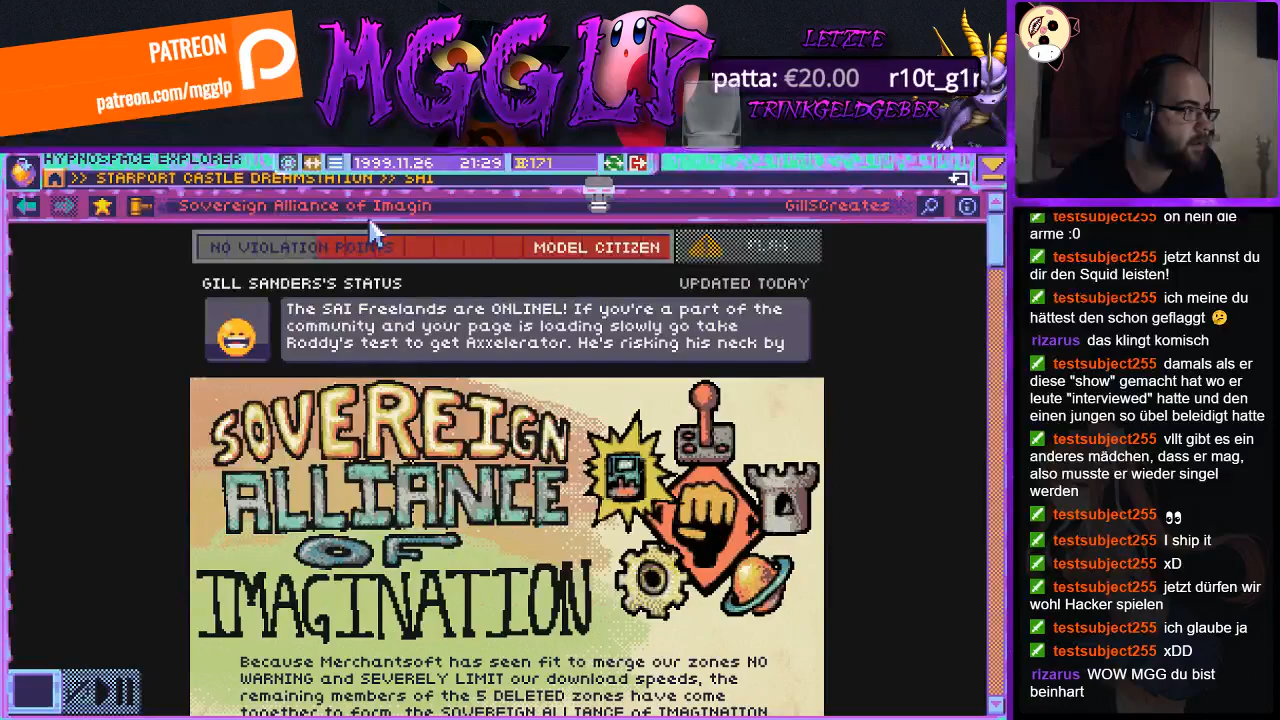 PATREON
patreon.com/mgglp
MGGLP
LETZTE
patta: €20.00 r10t_g1r
TRINKGELDGEBER
HYPNOSPACE EXPLORER
1999.11.26 21:29 171
>> STARPORT CASTLE DREAMSTATION >> SAI
Sovereign Alliance of Imagin
GillSCreates
NO VIOLATION POINTS
MODEL CITIZEN
GILL SANDERS'S STATUS
UPDATED TODAY
The SAI Freelands are ONLINE! If you're a part of the
community and your page is loading slowly go take
Roddy's test to get Axxelerator. He's risking his neck by
SOVEREIGN
ALLIANCE
OF
IMAGINATION
Because Merchantsoft has seen fit to merge our zones NO
WARNING and SEVERELY LIMIT our download speeds, the
remaining members of the 5 DELETED zones have come
together to form, the SOVEREIGN ALLIANCE of IMAGINATION
testsubject255 oh nein die
arme :0
testsubject255 jetzt kannst du
dir den Squid leisten!
testsubject255 ich meine du
hättest den schon geflaggt 😕
rizarus das klingt komisch
testsubject255 damals als er
diese "show" gemacht hat wo er
leute "interviewed" hatte und den
einen jungen so übel beleidigt hatte
testsubject255 vllt gibt es ein
anderes mädchen, dass er mag,
also musste er wieder singel
werden
testsubject255 👀
testsubject255 I ship it
testsubject255 xD
testsubject255 jetzt dürfen wir
wohl Hacker spielen
testsubject255 ich glaube ja
testsubject255 xDD
rizarus WOW MGG du bist
beinhart